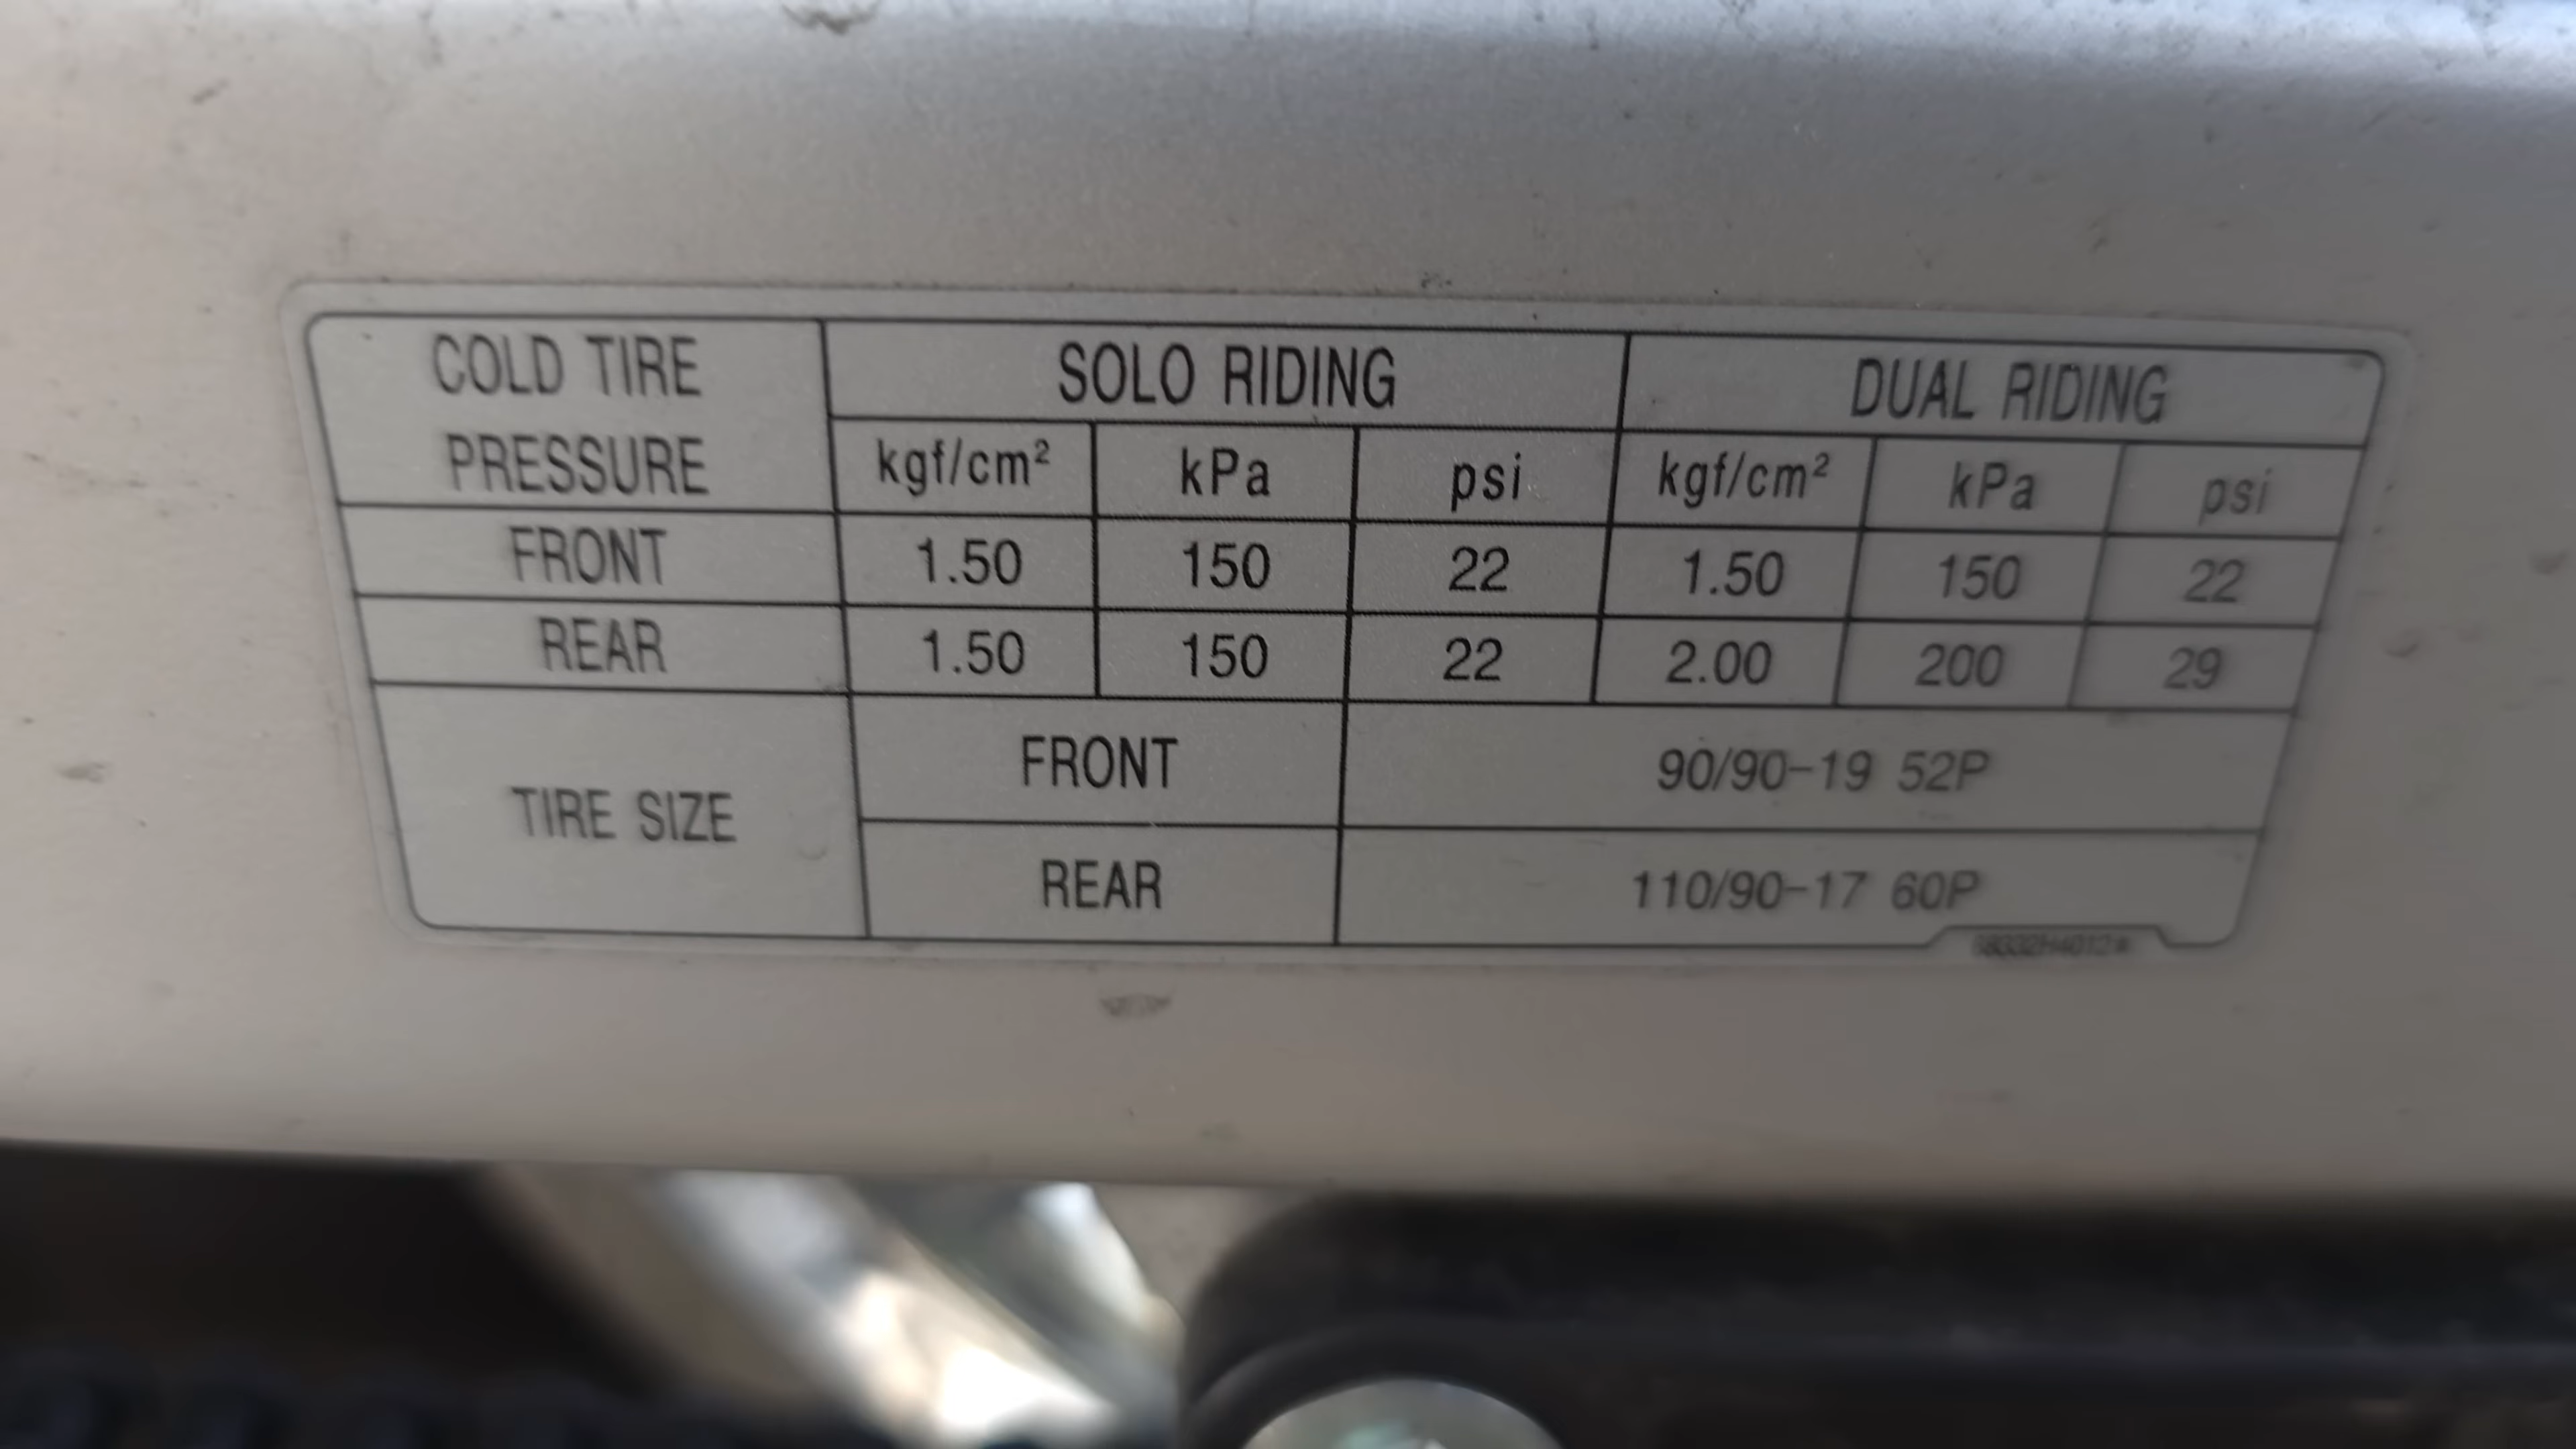 COLD TIRE PRESSURE SOLO RIDING DUAL RIDING
kgf/cm² kPa psi kgf/cm² kPa psi
FRONT 1.50 150 22 1.50 150 22
REAR 1.50 150 22 2.00 200 29
TIRE SIZE FRONT 90/90-19 52P
REAR 110/90-17 60P